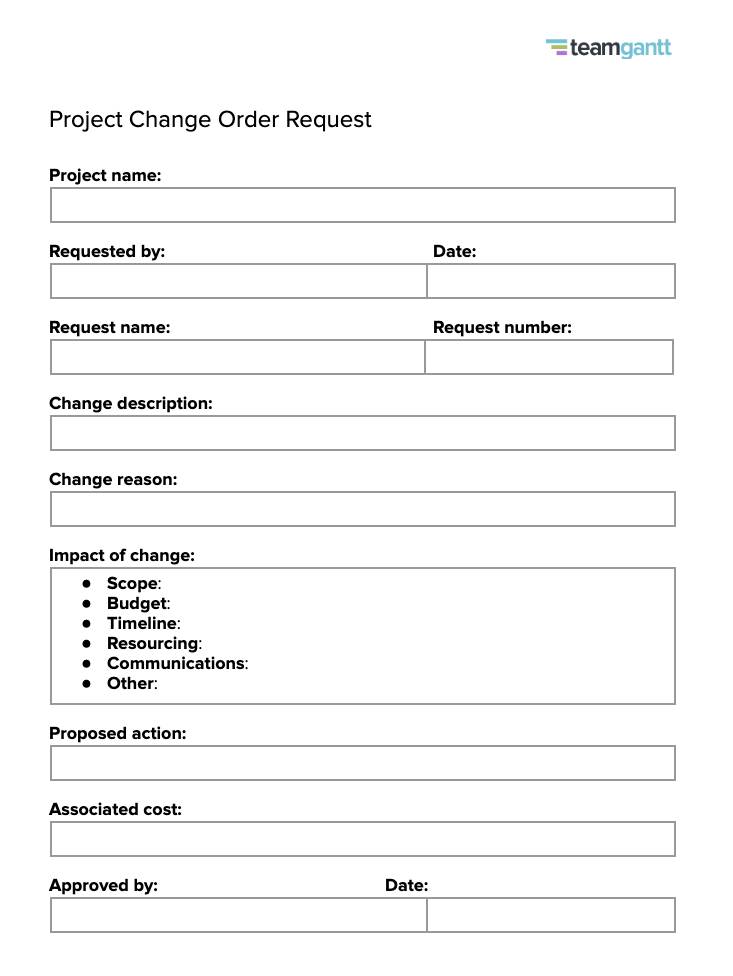 teamgantt
Project Change Order Request
Project name:
Requested by: Date:
Request name: Request number:
Change description:
Change reason:
Impact of change:
● Scope:
● Budget:
● Timeline:
● Resourcing:
● Communications:
● Other:
Proposed action:
Associated cost:
Approved by: Date: